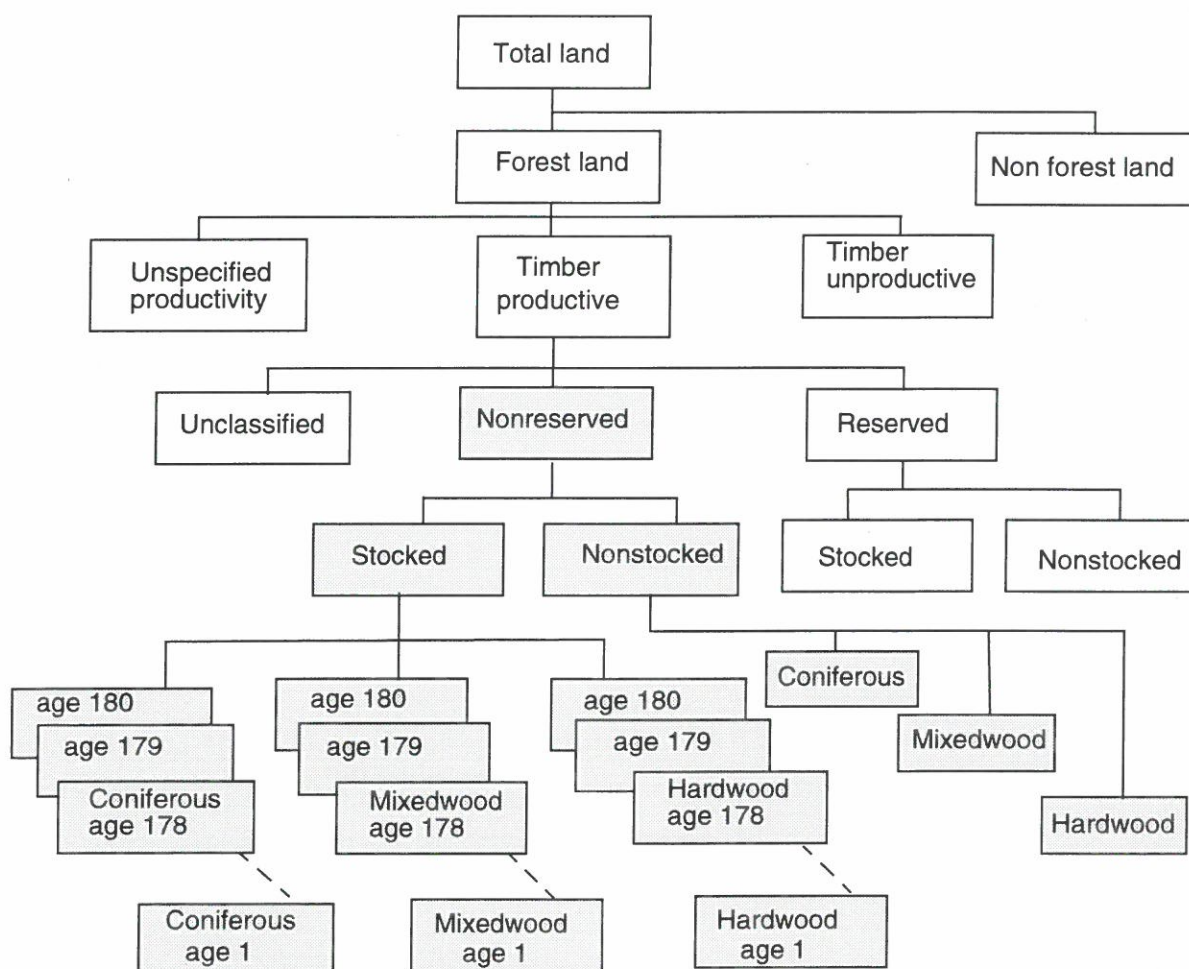 Total land
Forest land
Non forest land
Unspecified
productivity
Timber
productive
Timber
unproductive
Unclassified
Nonreserved
Reserved
Stocked
Nonstocked
Stocked
Nonstocked
age 180
age 179
Coniferous
age 178
age 180
age 179
Mixedwood
age 178
age 180
age 179
Hardwood
age 178
Coniferous
Mixedwood
Hardwood
Coniferous
age 1
Mixedwood
age 1
Hardwood
age 1